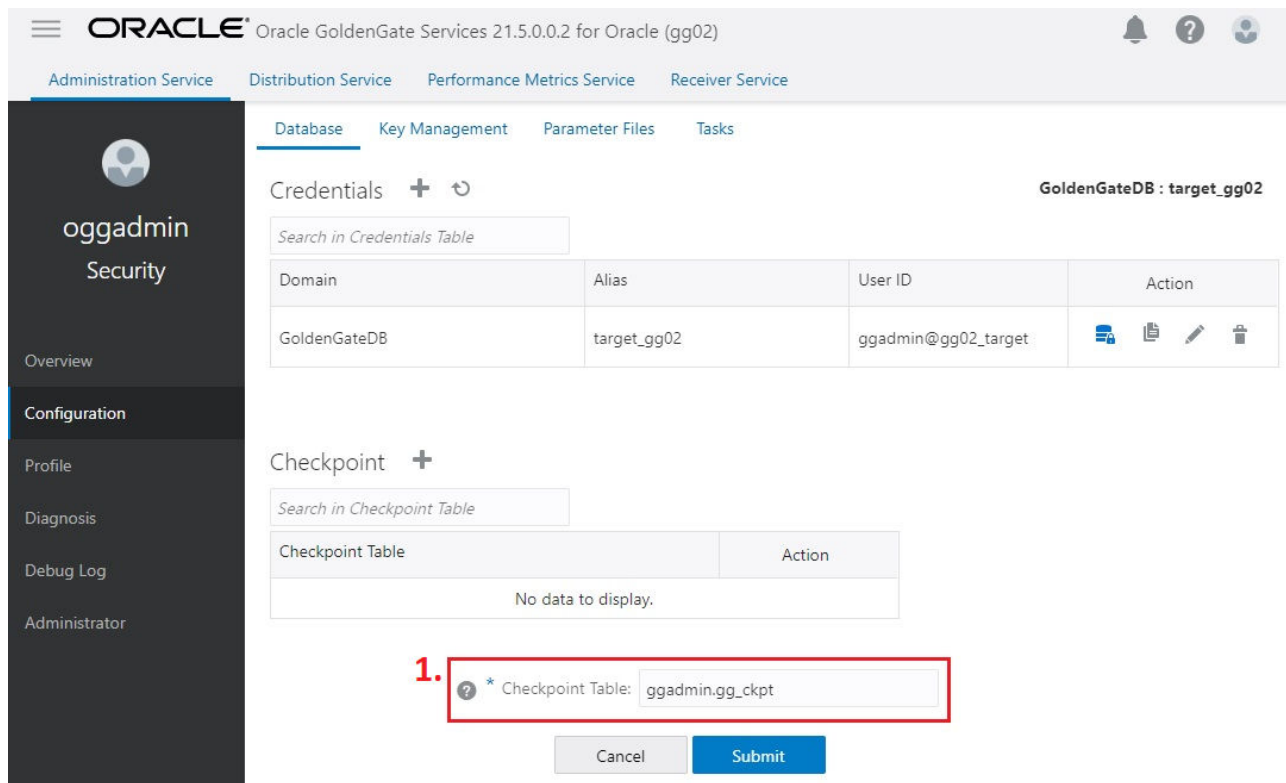 ORACLE® Oracle GoldenGate Services 21.5.0.0.2 for Oracle (gg02)
Administration Service Distribution Service Performance Metrics Service Receiver Service
oggadmin
Security
Overview
Configuration
Profile
Diagnosis
Debug Log
Administrator
Database Key Management Parameter Files Tasks
Credentials GoldenGateDB : target_gg02
Search in Credentials Table
Domain Alias User ID Action
GoldenGateDB target_gg02 ggadmin@gg02_target
Checkpoint
Search in Checkpoint Table
Checkpoint Table Action
No data to display.
1.
* Checkpoint Table: ggadmin.gg_ckpt
Cancel Submit